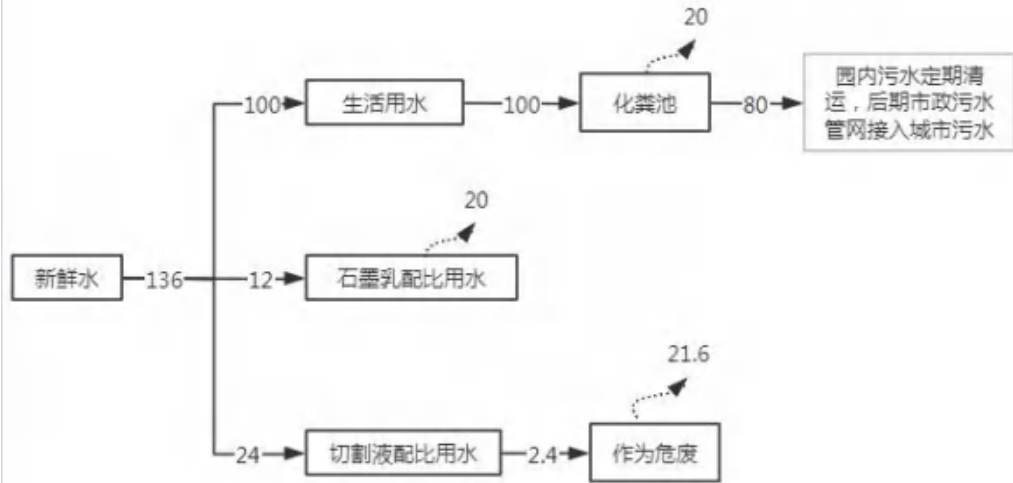 20
园内污水定期清
运，后期市政污水
管网接入城市污水
100 生活用水 100 化粪池 80
20
新鲜水 136 12 石墨乳配比用水
21.6
24 切割液配比用水 2.4 作为危废